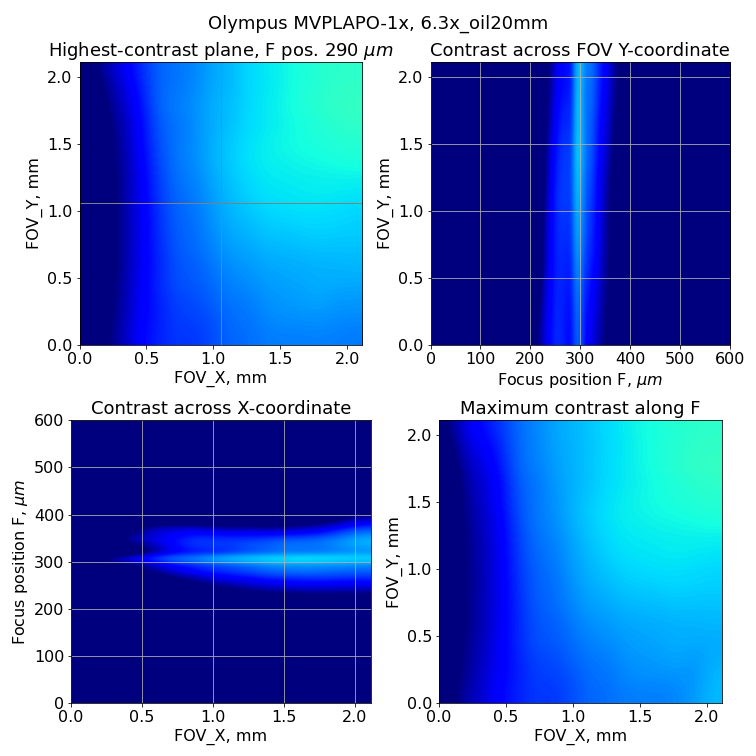 Olympus MVPLAPO-1x, 6.3x_oil20mm
Highest-contrast plane, F pos. 290 μm
2.0
1.5
1.0
0.5
0.0
FOV_Y, mm
0.0 0.5 1.0 1.5 2.0
FOV_X, mm
Contrast across FOV Y-coordinate
2.0
1.5
1.0
0.5
0.0
FOV_Y, mm
0 100 200 300 400 500 600
Focus position F, μm
Contrast across X-coordinate
600
500
400
300
200
100
0
Focus position F, μm
0.0 0.5 1.0 1.5 2.0
FOV_X, mm
Maximum contrast along F
2.0
1.5
1.0
0.5
0.0
FOV_Y, mm
0.0 0.5 1.0 1.5 2.0
FOV_X, mm